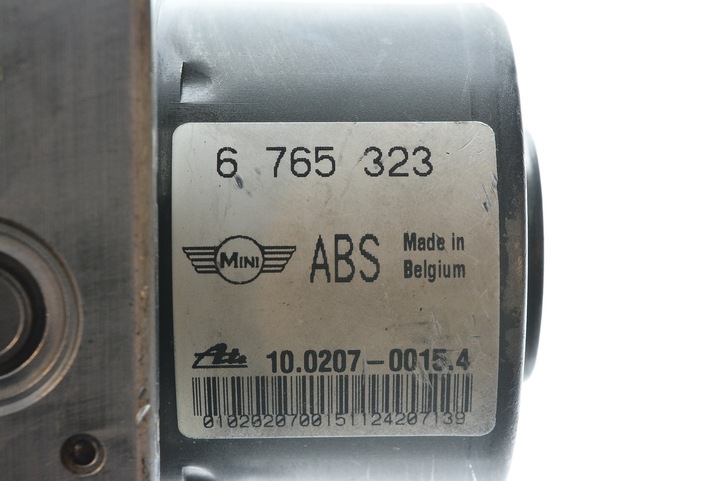 6 765 323
MINI ABS Made in
Belgium
Ate 10.0207-0015.4
0102020700151124207139